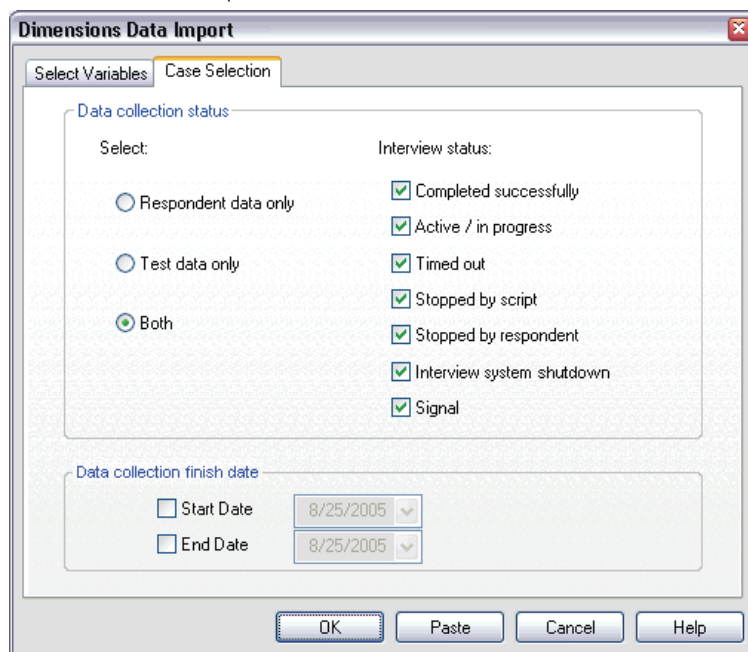 Dimensions Data Import
Select Variables Case Selection
Data collection status
Select: Interview status:
Respondent data only
Test data only
Both
Completed successfully
Active / in progress
Timed out
Stopped by script
Stopped by respondent
Interview system shutdown
Signal
Data collection finish date
Start Date 8/25/2005
End Date 8/25/2005
OK Paste Cancel Help